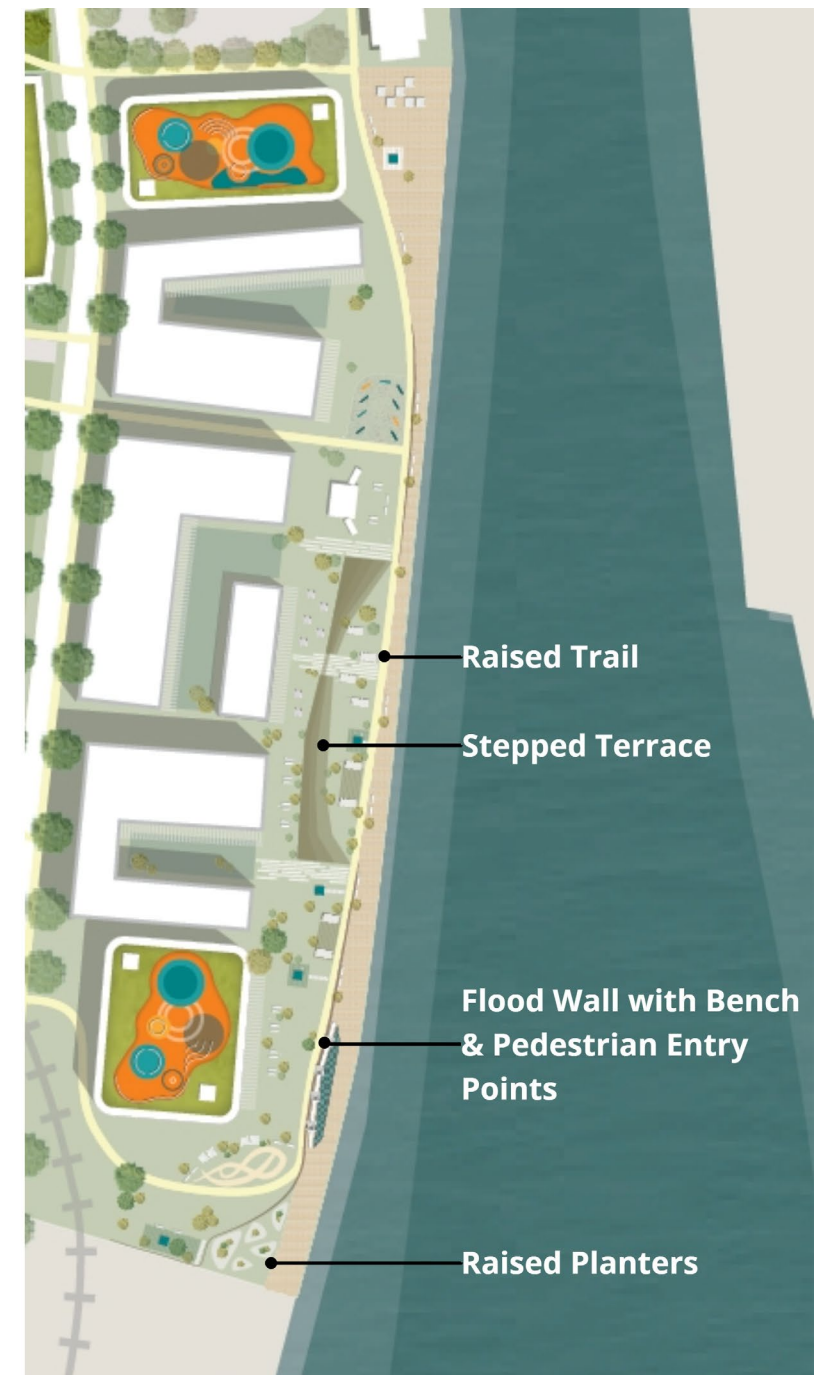 Raised Trail
Stepped Terrace
Flood Wall with Bench
& Pedestrian Entry
Points
Raised Planters